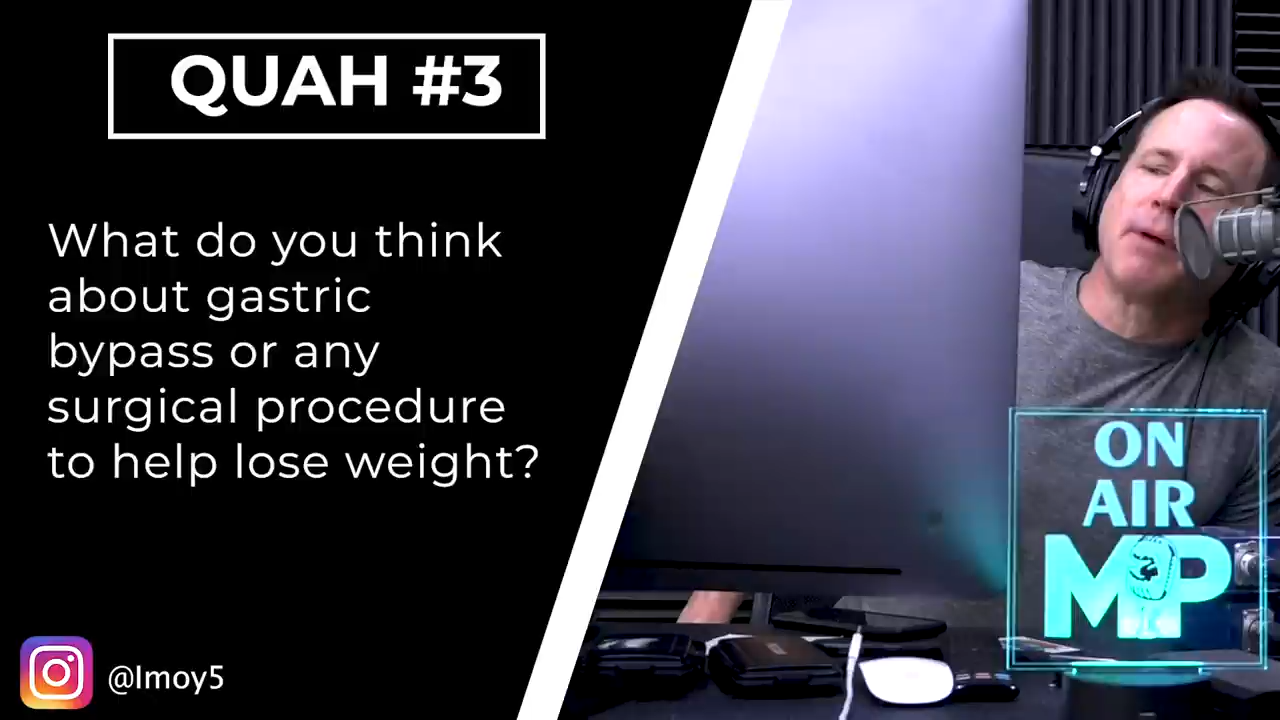 QUAH #3
What do you think
about gastric
bypass or any
surgical procedure
to help lose weight?
@lmoy5
ON
AIR
MP